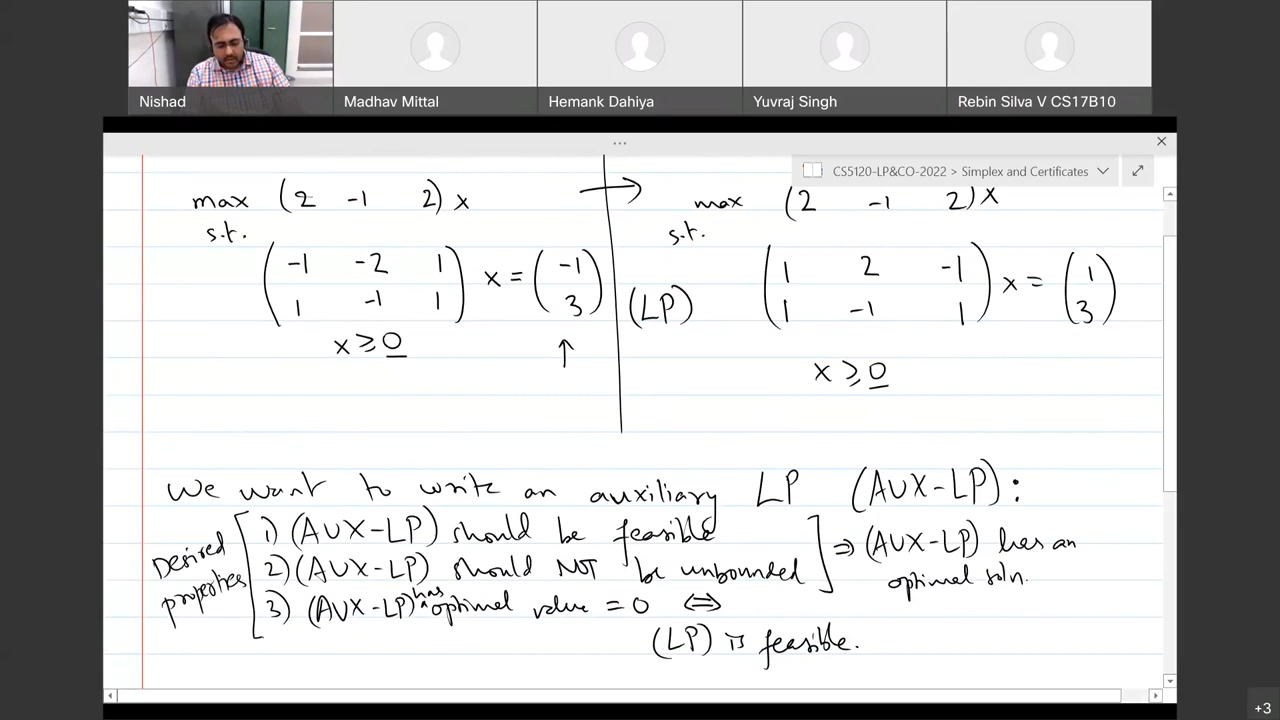 Nishad
Madhav Mittal
Hemank Dahiya
Yuvraj Singh
Rebin Silva V CS17B10
CS5120-LP&CO-2022 > Simplex and Certificates
max (2 -1 2) x
s.t.
(-1 -2 1
1 -1 1) x = (-1
3)
x ≥ 0
↑
→
max (2 -1 2) x
s.t.
(LP)
(1 2 -1
1 -1 1) x = (1
3)
x ≥ 0
We want to write an auxiliary LP (AUX-LP):
Desired properties
1) (AUX-LP) should be feasible
2) (AUX-LP) should NOT be unbounded
⇒ (AUX-LP) has an
optimal soln.
3) (AUX-LP) has optimal value = 0 ⇔
(LP) is feasible.
+3